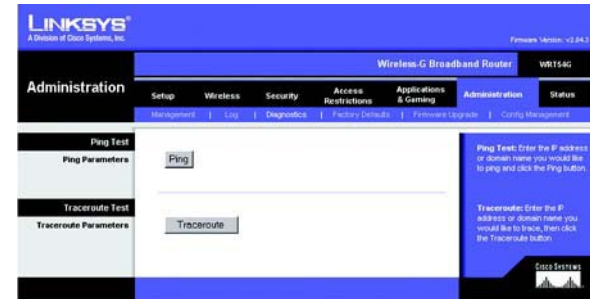 LINKSYS®
A Division of Cisco Systems, Inc.
Firmware Version: v2.04.3
Wireless-G Broadband Router WRT54G
Administration
Setup Wireless Security Access Restrictions Applications & Gaming Administration Status
Management | Log | Diagnostics | Factory Defaults | Firmware Upgrade | Config Management
Ping Test
Ping Parameters
Ping
Ping Test: Enter the IP address
or domain name you would like
to ping and click the Ping button.
Traceroute Test
Traceroute Parameters
Traceroute
Traceroute: Enter the IP
address or domain name you
would like to trace, then click
the Traceroute button
CISCO SYSTEMS